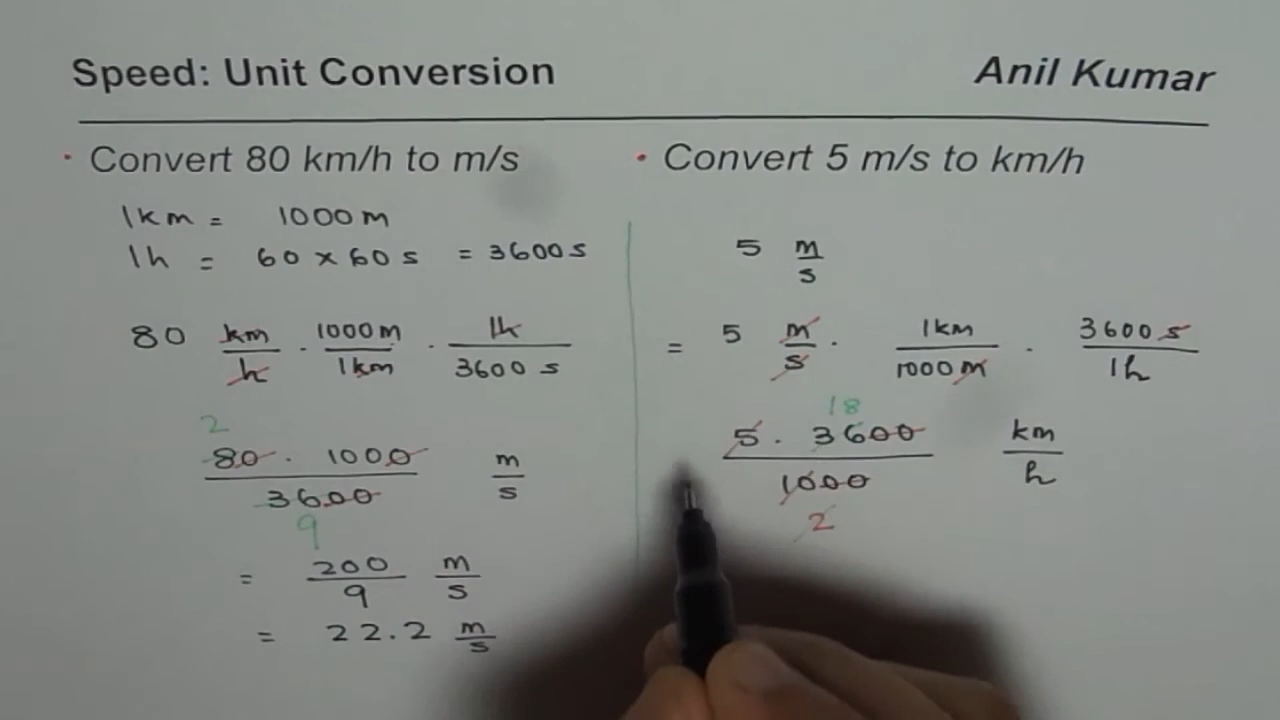 Speed: Unit Conversion
Anil Kumar
· Convert 80 km/h to m/s
1km = 1000m
1h = 60 × 60 s = 3600 s
80 km/h · 1000m/1km · 1h/3600 s
2
80 . 1000 / 3600 m/s
9
= 200/9 m/s
= 22.2 m/s
· Convert 5 m/s to km/h
5 m/s
= 5 m/s · 1km/1000m · 3600 s/1h
18
5 . 3600 / 1000 km/h
2